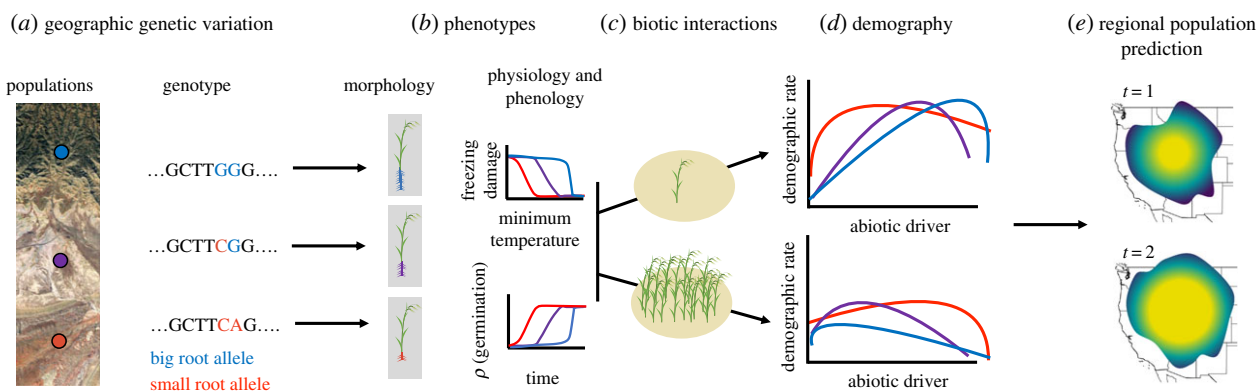 (a) geographic genetic variation
(b) phenotypes
(c) biotic interactions
(d) demography
(e) regional population
prediction
populations
genotype
morphology
physiology and
phenology
…GCTTGGG….
…GCTTCGG….
…GCTTCAG….
big root allele
small root allele
freezing
damage
minimum
temperature
ρ (germination)
time
demographic rate
abiotic driver
demographic rate
abiotic driver
t = 1
t = 2